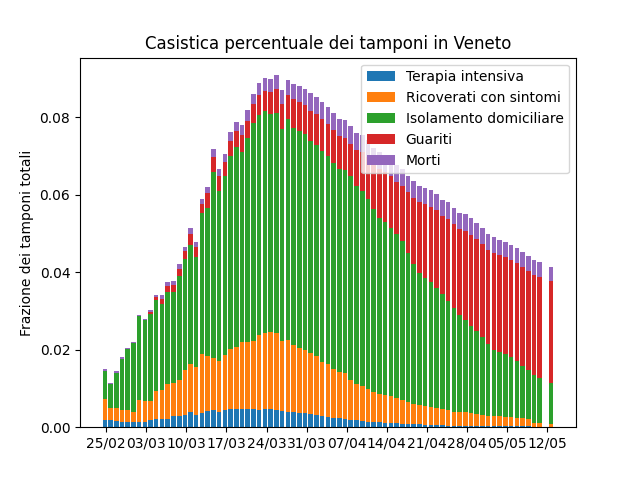 Casistica percentuale dei tamponi in Veneto
Terapia intensiva
Ricoverati con sintomi
Isolamento domiciliare
Guariti
Morti
Frazione dei tamponi totali
0.08
0.06
0.04
0.02
0.00
25/02 03/03 10/03 17/03 24/03 31/03 07/04 14/04 21/04 28/04 05/05 12/05